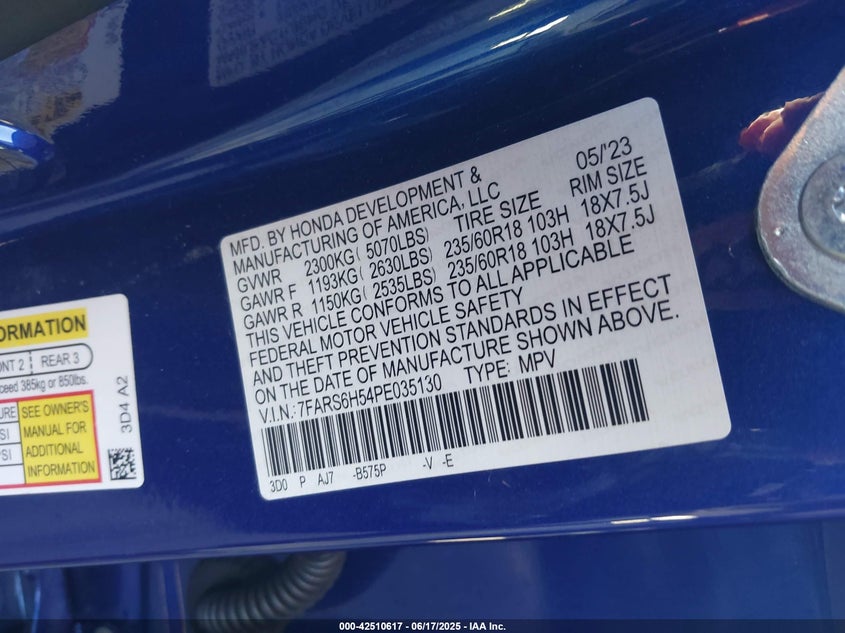 MFD. BY HONDA DEVELOPMENT &
MANUFACTURING OF AMERICA, LLC
05/'23
GVWR 2300KG ( 5070LBS) TIRE SIZE RIM SIZE
GAWR F 1193KG ( 2630LBS) 235/60R18 103H 18X7.5J
GAWR R 1150KG ( 2535LBS) 235/60R18 103H 18X7.5J
THIS VEHICLE CONFORMS TO ALL APPLICABLE
FEDERAL MOTOR VEHICLE SAFETY
AND THEFT PREVENTION STANDARDS IN EFFECT
ON THE DATE OF MANUFACTURE SHOWN ABOVE.
V.I.N.:7FARS6H54PE035130 TYPE: MPV
3D0 P AJ7 -B575P -V -E
ORMATION
ONT 2 REAR 3
ceed 385kg or 850lbs.
URE
SI
PSI
SEE OWNER'S
MANUAL FOR
ADDITIONAL
INFORMATION
3D4 A2
000-42510617 - 06/17/2025 - IAA Inc.